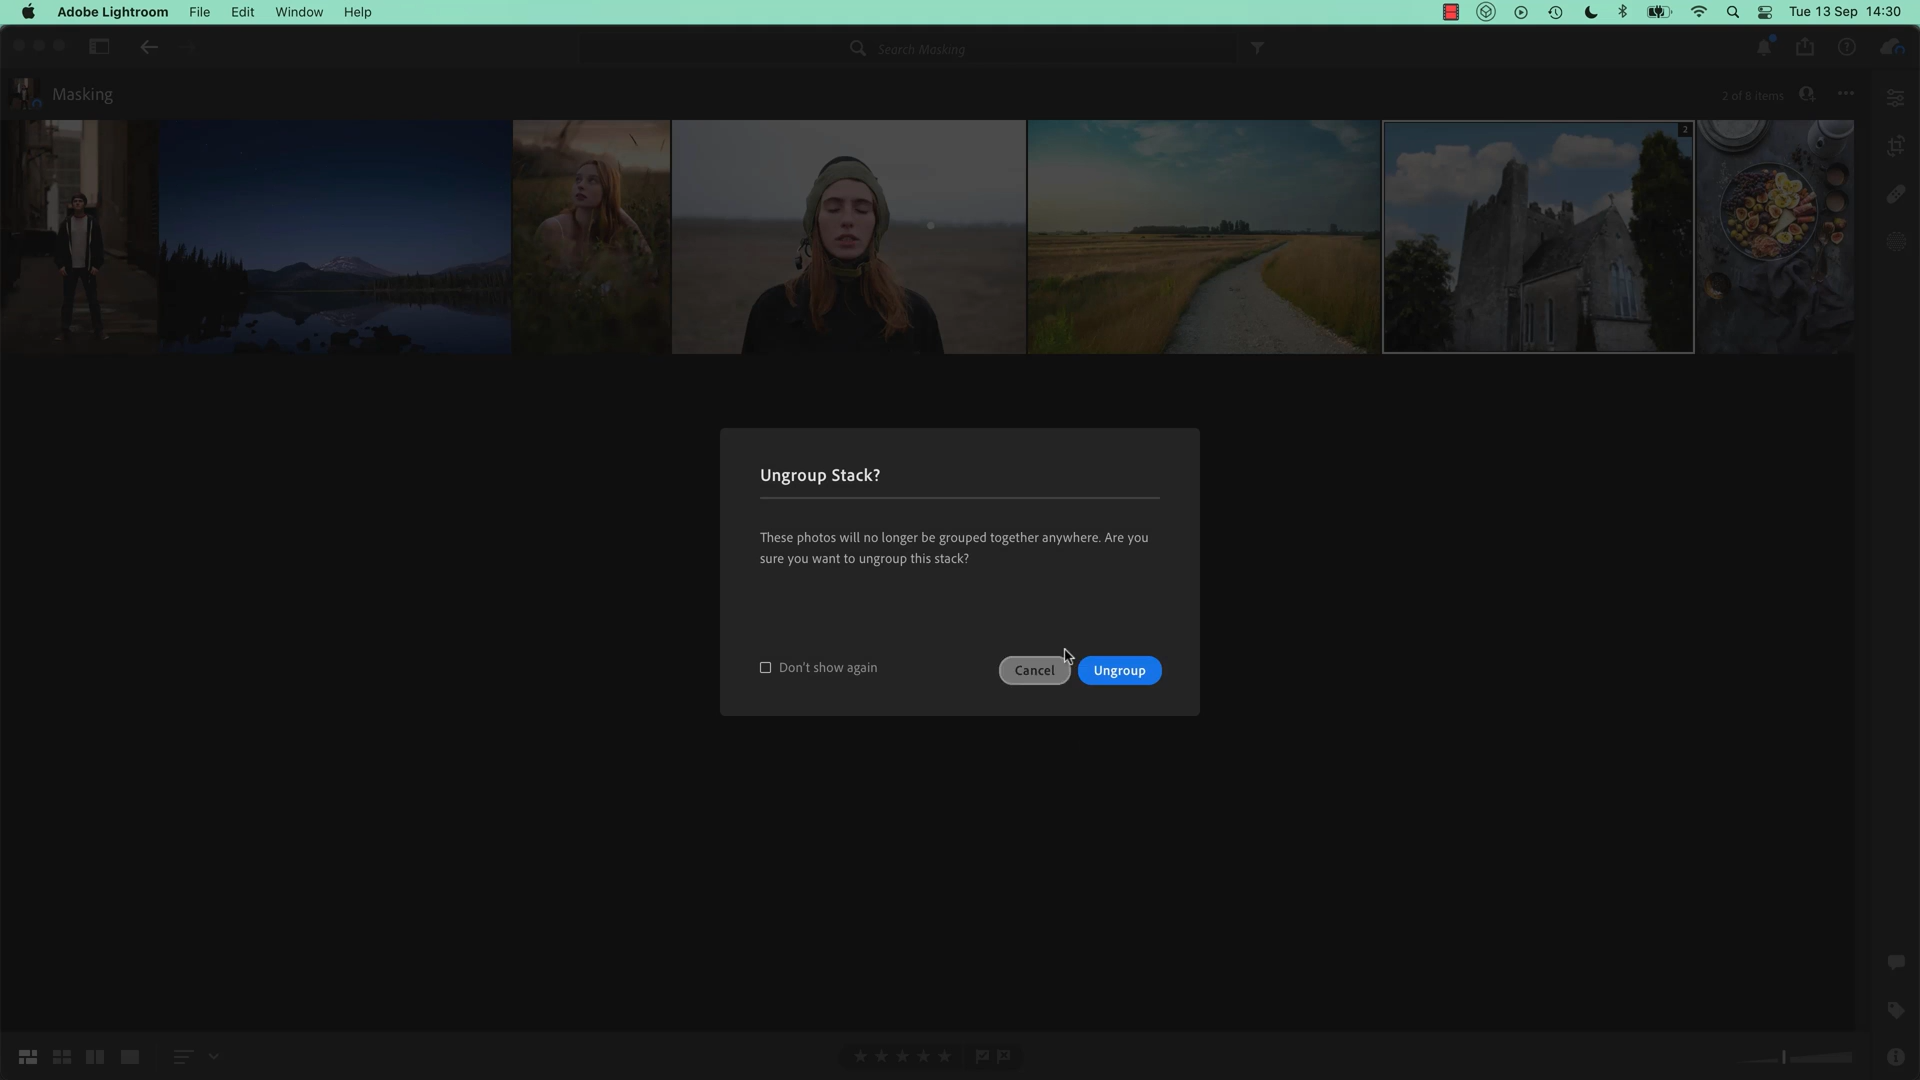 Adobe Lightroom File Edit Window Help Tue 13 Sep 14:30
Search Masking
Masking 2 of 8 items
2
Ungroup Stack?
These photos will no longer be grouped together anywhere. Are you
sure you want to ungroup this stack?
Don't show again Cancel Ungroup